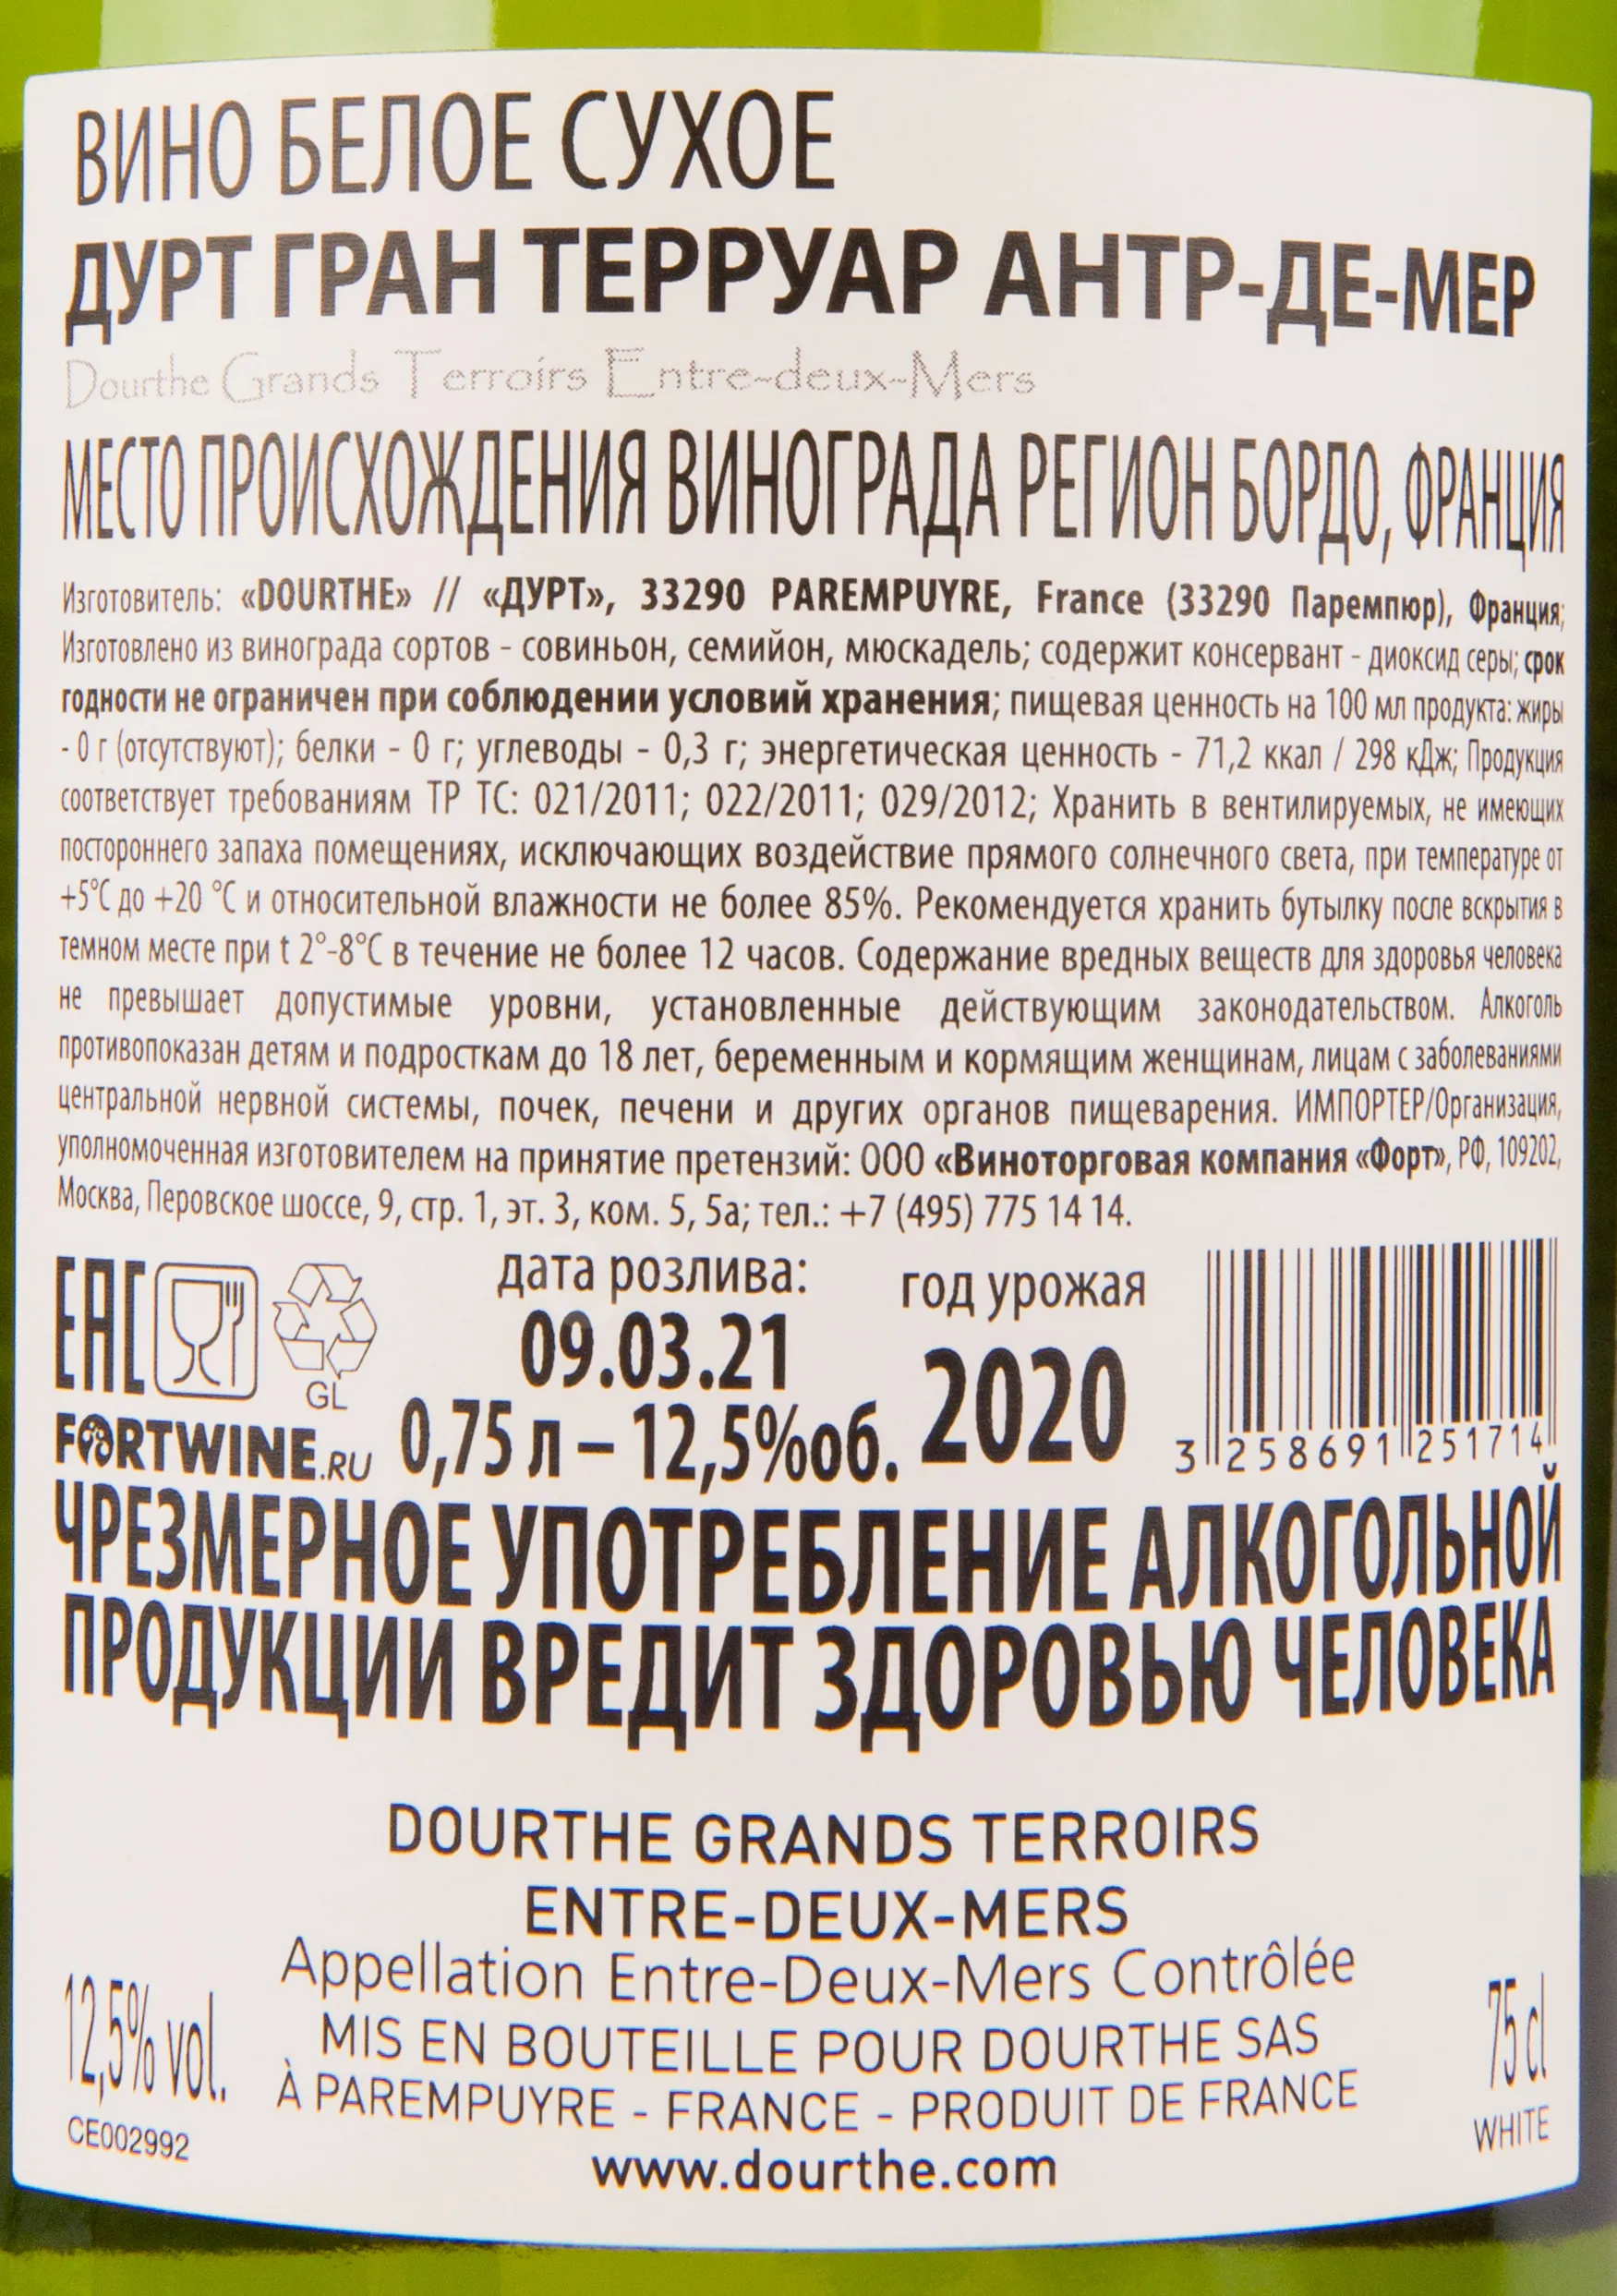 ВИНО БЕЛОЕ СУХОЕ
ДУРТ ГРАН ТЕРРУАР АНТР-ДЕ-МЕР
Dourthe Grands Terroirs Entre-deux-Mers
МЕСТО ПРОИСХОЖДЕНИЯ ВИНОГРАДА РЕГИОН БОРДО, ФРАНЦИЯ
Изготовитель: «DOURTHE» // «ДУРТ», 33290 PAREMPUYRE, France (33290 Паремпюр), Франция;
Изготовлено из винограда сортов - совиньон, семийон, мюскадель; содержит консервант - диоксид серы; срок
годности не ограничен при соблюдении условий хранения; пищевая ценность на 100 мл продукта: жиры
- 0 г (отсутствуют); белки - 0 г; углеводы - 0,3 г; энергетическая ценность - 71,2 ккал / 298 кДж; Продукция
соответствует требованиям ТР ТС: 021/2011; 022/2011; 029/2012; Хранить в вентилируемых, не имеющих
постороннего запаха помещениях, исключающих воздействие прямого солнечного света, при температуре от
+5°C до +20 °C и относительной влажности не более 85%. Рекомендуется хранить бутылку после вскрытия в
темном месте при t 2°-8°C в течение не более 12 часов. Содержание вредных веществ для здоровья человека
не превышает допустимые уровни, установленные действующим законодательством. Алкоголь
противопоказан детям и подросткам до 18 лет, беременным и кормящим женщинам, лицам с заболеваниями
центральной нервной системы, почек, печени и других органов пищеварения. ИМПОРТЕР/Организация,
уполномоченная изготовителем на принятие претензий: ООО «Виноторговая компания «Форт», РФ, 109202,
Москва, Перовское шоссе, 9, стр. 1, эт. 3, ком. 5, 5а; тел.: +7 (495) 775 14 14.
EAC
GL
дата розлива:
09.03.21
год урожая
2020
FORTWINE.RU
0,75 л – 12,5%об.
3 258691 251714
ЧРЕЗМЕРНОЕ УПОТРЕБЛЕНИЕ АЛКОГОЛЬНОЙ
ПРОДУКЦИИ ВРЕДИТ ЗДОРОВЬЮ ЧЕЛОВЕКА
DOURTHE GRANDS TERROIRS
ENTRE-DEUX-MERS
Appellation Entre-Deux-Mers Contrôlée
MIS EN BOUTEILLE POUR DOURTHE SAS
À PAREMPUYRE - FRANCE - PRODUIT DE FRANCE
www.dourthe.com
12,5% vol.
CE002992
75 cl
WHITE